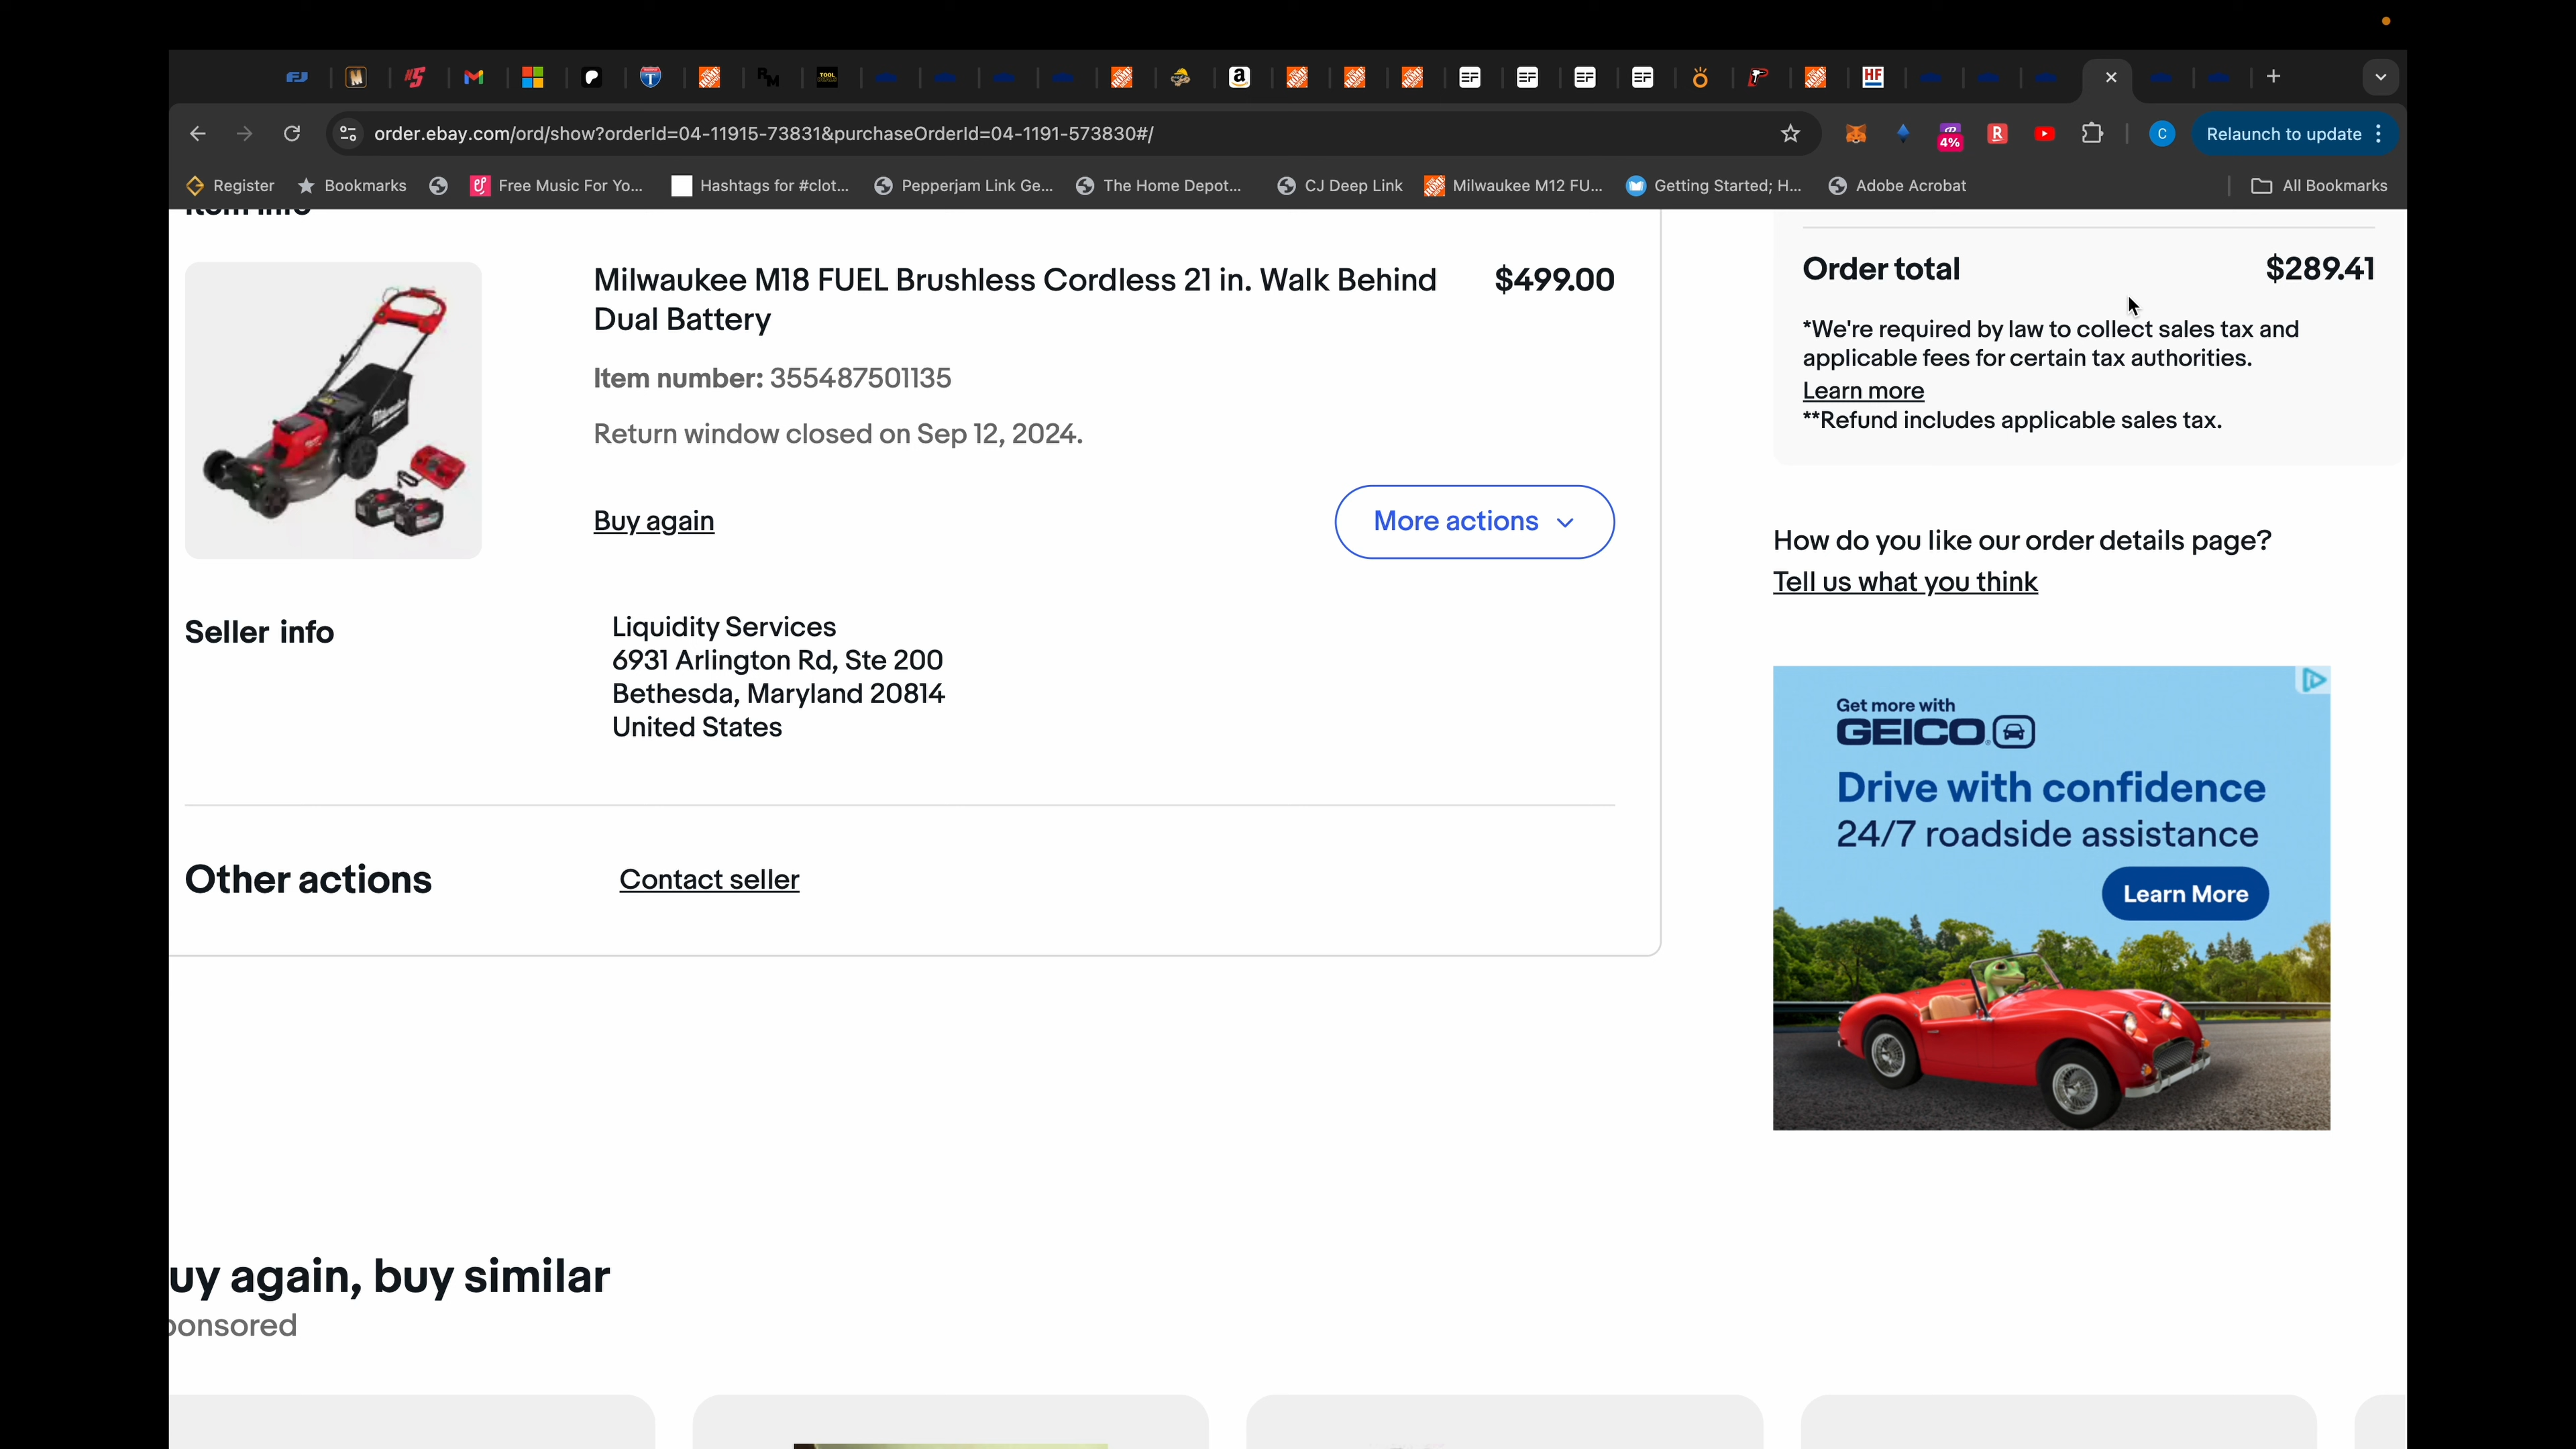 order.ebay.com/ord/show?orderId=04-11915-73831&purchaseOrderId=04-1191-573830#/
4%
R
C
Relaunch to update
Register
Bookmarks
Free Music For Yo...
Hashtags for #clot...
Pepperjam Link Ge...
The Home Depot...
CJ Deep Link
Milwaukee M12 FU...
Getting Started; H...
Adobe Acrobat
All Bookmarks
Item info
Milwaukee M18 FUEL Brushless Cordless 21 in. Walk Behind
Dual Battery
$499.00
Item number: 355487501135
Return window closed on Sep 12, 2024.
Buy again
More actions
Seller info
Liquidity Services
6931 Arlington Rd, Ste 200
Bethesda, Maryland 20814
United States
Other actions
Contact seller
Order total
$289.41
*We're required by law to collect sales tax and
applicable fees for certain tax authorities.
Learn more
**Refund includes applicable sales tax.
How do you like our order details page?
Tell us what you think
Get more with
GEICO
Drive with confidence
24/7 roadside assistance
Learn More
uy again, buy similar
ponsored